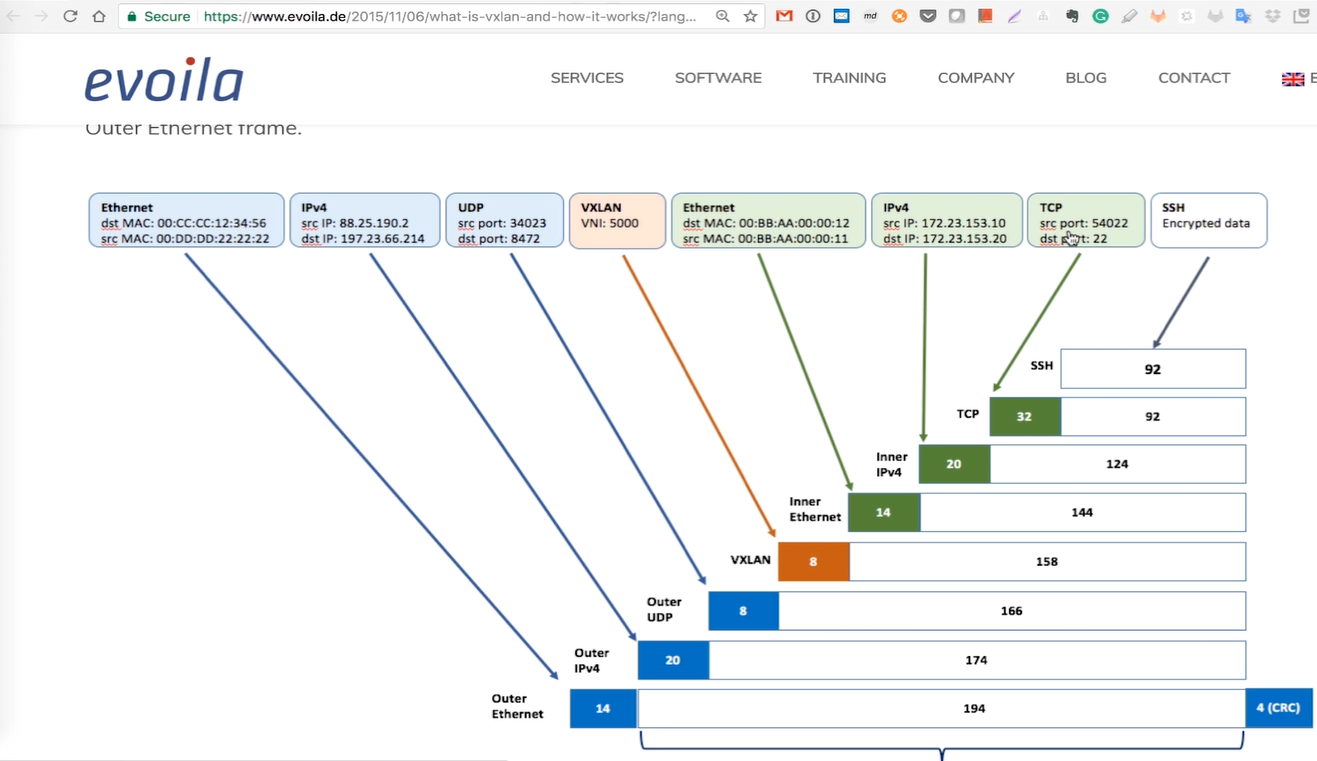 Secure https://www.evoila.de/2015/11/06/what-is-vxlan-and-how-it-works/?lang...
md
evoila
SERVICES SOFTWARE TRAINING COMPANY BLOG CONTACT E
Outer Ethernet frame.
Ethernet
dst MAC: 00:CC:CC:12:34:56
src MAC: 00:DD:DD:22:22:22
IPv4
src IP: 88.25.190.2
dst IP: 197.23.66.214
UDP
src port: 34023
dst port: 8472
VXLAN
VNI: 5000
Ethernet
dst MAC: 00:BB:AA:00:00:12
src MAC: 00:BB:AA:00:00:11
IPv4
src IP: 172.23.153.10
dst IP: 172.23.153.20
TCP
src port: 54022
dst port: 22
SSH
Encrypted data
SSH 92
TCP 32 92
Inner
IPv4 20 124
Inner
Ethernet 14 144
VXLAN 8 158
Outer
UDP 8 166
Outer
IPv4 20 174
Outer
Ethernet 14 194 4 (CRC)